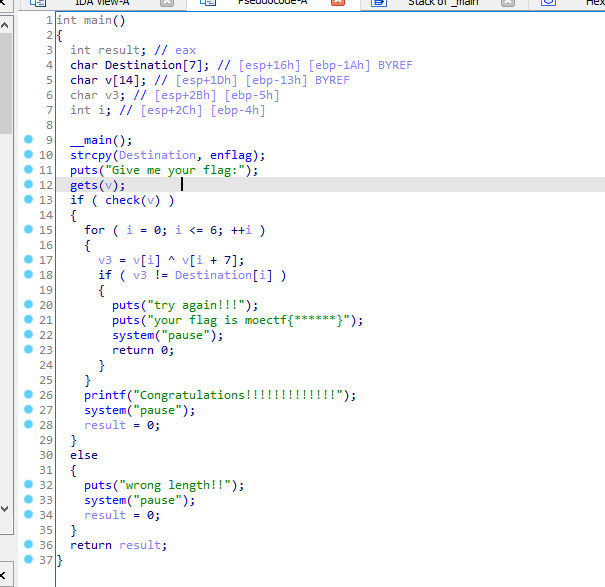 IDA View-A Pseudocode-A Stack of _main Hex
1 int main()
2 {
3 int result; // eax
4 char Destination[7]; // [esp+16h] [ebp-1Ah] BYREF
5 char v[14]; // [esp+1Dh] [ebp-13h] BYREF
6 char v3; // [esp+2Bh] [ebp-5h]
7 int i; // [esp+2Ch] [ebp-4h]
8
9 __main();
10 strcpy(Destination, enflag);
11 puts("Give me your flag:");
12 gets(v);
13 if ( check(v) )
14 {
15 for ( i = 0; i <= 6; ++i )
16 {
17 v3 = v[i] ^ v[i + 7];
18 if ( v3 != Destination[i] )
19 {
20 puts("try again!!!");
21 puts("your flag is moectf{******}");
22 system("pause");
23 return 0;
24 }
25 }
26 printf("Congratulations!!!!!!!!!!!!!");
27 system("pause");
28 result = 0;
29 }
30 else
31 {
32 puts("wrong length!!");
33 system("pause");
34 result = 0;
35 }
36 return result;
37 }